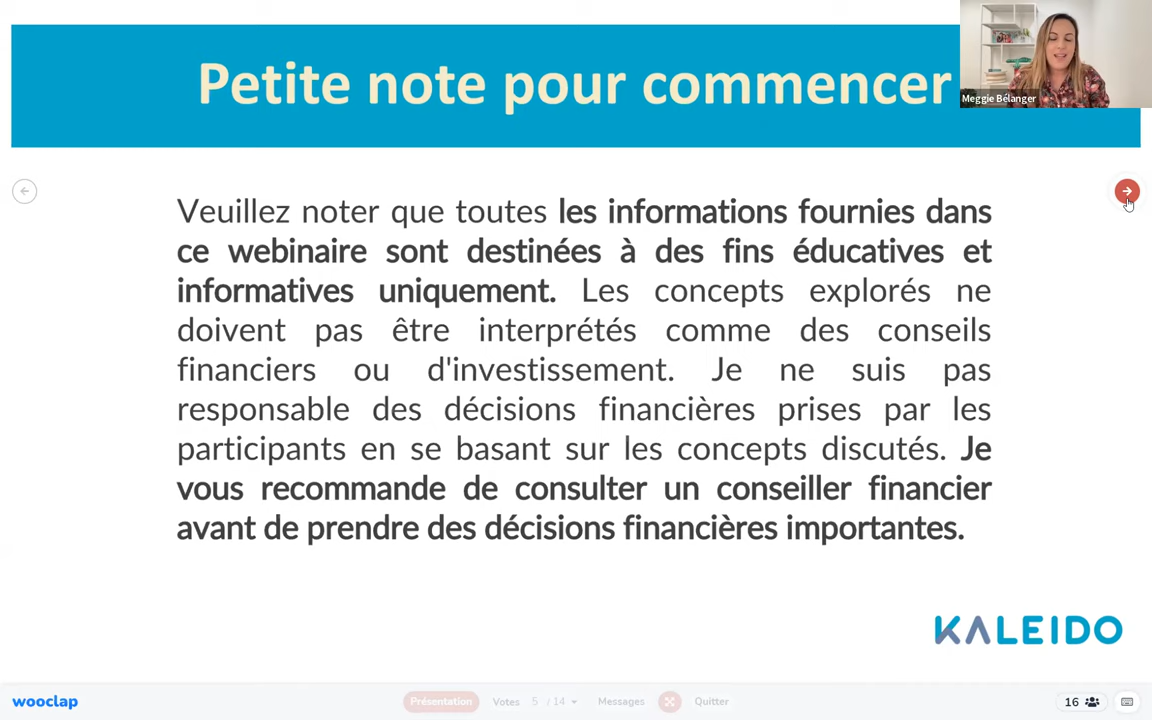 Petite note pour commencer
Meggie Bélanger
Veuillez noter que toutes les informations fournies dans
ce webinaire sont destinées à des fins éducatives et
informatives uniquement. Les concepts explorés ne
doivent pas être interprétés comme des conseils
financiers ou d'investissement. Je ne suis pas
responsable des décisions financières prises par les
participants en se basant sur les concepts discutés. Je
vous recommande de consulter un conseiller financier
avant de prendre des décisions financières importantes.
KALEIDO
wooclap
Présentation Votes 5 / 14 Messages Quitter
16